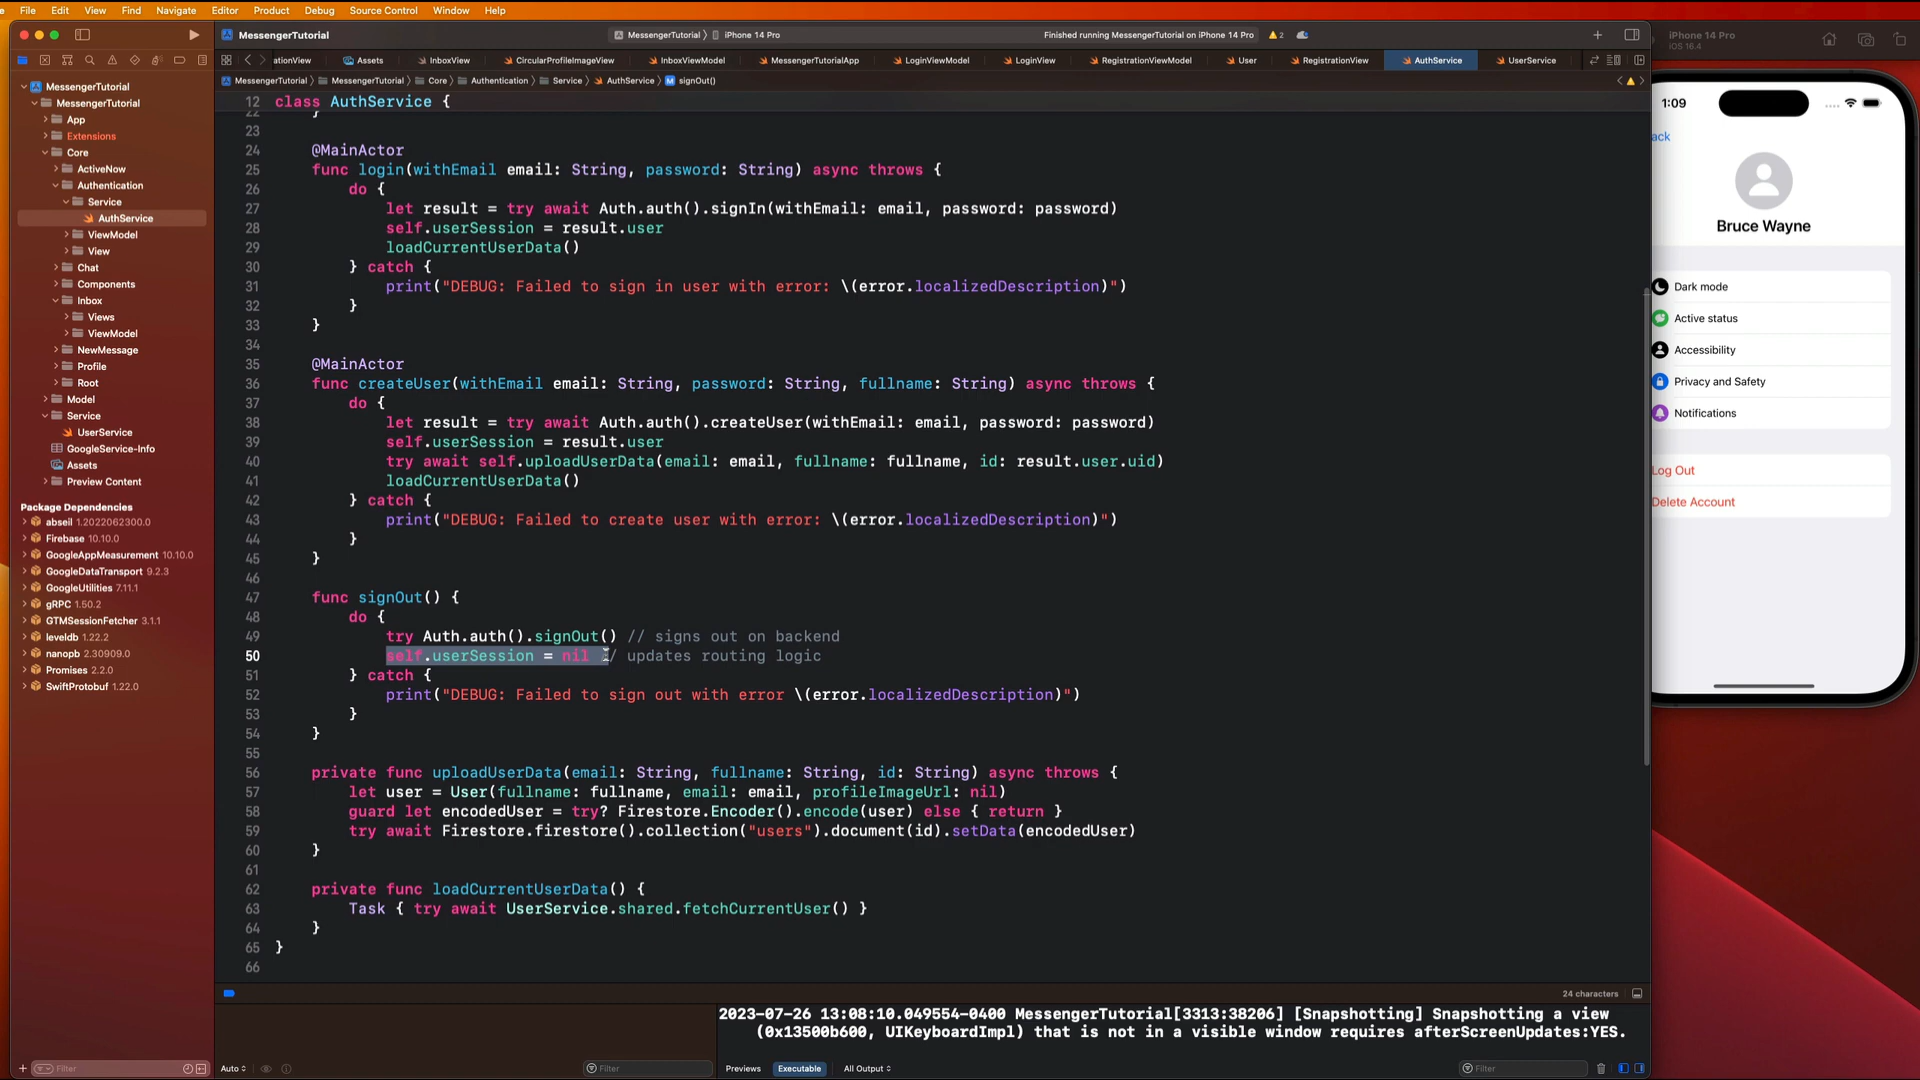 File Edit View Find Navigate Editor Product Debug Source Control Window Help
MessengerTutorial
MessengerTutorial
iPhone 14 Pro
Finished running MessengerTutorial on iPhone 14 Pro
2
ationView
Assets
InboxView
CircularProfileImageView
InboxViewModel
MessengerTutorialApp
LoginViewModel
LoginView
RegistrationViewModel
User
RegistrationView
AuthService
UserService
MessengerTutorial
MessengerTutorial
Core
Authentication
Service
AuthService
signOut()
MessengerTutorial
MessengerTutorial
App
Extensions
Core
ActiveNow
Authentication
Service
AuthService
ViewModel
View
Chat
Components
Inbox
Views
ViewModel
NewMessage
Profile
Root
Model
Service
UserService
GoogleService-Info
Assets
Preview Content
Package Dependencies
abseil 1.2022062300.0
Firebase 10.10.0
GoogleAppMeasurement 10.10.0
GoogleDataTransport 9.2.3
GoogleUtilities 7.11.1
gRPC 1.50.2
GTMSessionFetcher 3.1.1
leveldb 1.22.2
nanopb 2.30909.0
Promises 2.2.0
SwiftProtobuf 1.22.0
Filter
12 class AuthService {
22 }
23
24 @MainActor
25 func login(withEmail email: String, password: String) async throws {
26 do {
27 let result = try await Auth.auth().signIn(withEmail: email, password: password)
28 self.userSession = result.user
29 loadCurrentUserData()
30 } catch {
31 print("DEBUG: Failed to sign in user with error: \(error.localizedDescription)")
32 }
33 }
34
35 @MainActor
36 func createUser(withEmail email: String, password: String, fullname: String) async throws {
37 do {
38 let result = try await Auth.auth().createUser(withEmail: email, password: password)
39 self.userSession = result.user
40 try await self.uploadUserData(email: email, fullname: fullname, id: result.user.uid)
41 loadCurrentUserData()
42 } catch {
43 print("DEBUG: Failed to create user with error: \(error.localizedDescription)")
44 }
45 }
46
47 func signOut() {
48 do {
49 try Auth.auth().signOut() // signs out on backend
50 self.userSession = nil // updates routing logic
51 } catch {
52 print("DEBUG: Failed to sign out with error \(error.localizedDescription)")
53 }
54 }
55
56 private func uploadUserData(email: String, fullname: String, id: String) async throws {
57 let user = User(fullname: fullname, email: email, profileImageUrl: nil)
58 guard let encodedUser = try? Firestore.Encoder().encode(user) else { return }
59 try await Firestore.firestore().collection("users").document(id).setData(encodedUser)
60 }
61
62 private func loadCurrentUserData() {
63 Task { try await UserService.shared.fetchCurrentUser() }
64 }
65 }
66
24 characters
2023-07-26 13:08:10.049554-0400 MessengerTutorial[3313:38206] [Snapshotting] Snapshotting a view
(0x13500b600, UIKeyboardImpl) that is not in a visible window requires afterScreenUpdates:YES.
Auto
Filter
Previews
Executable
All Output
Filter
iPhone 14 Pro
iOS 16.4
1:09
ack
Bruce Wayne
Dark mode
Active status
Accessibility
Privacy and Safety
Notifications
Log Out
Delete Account